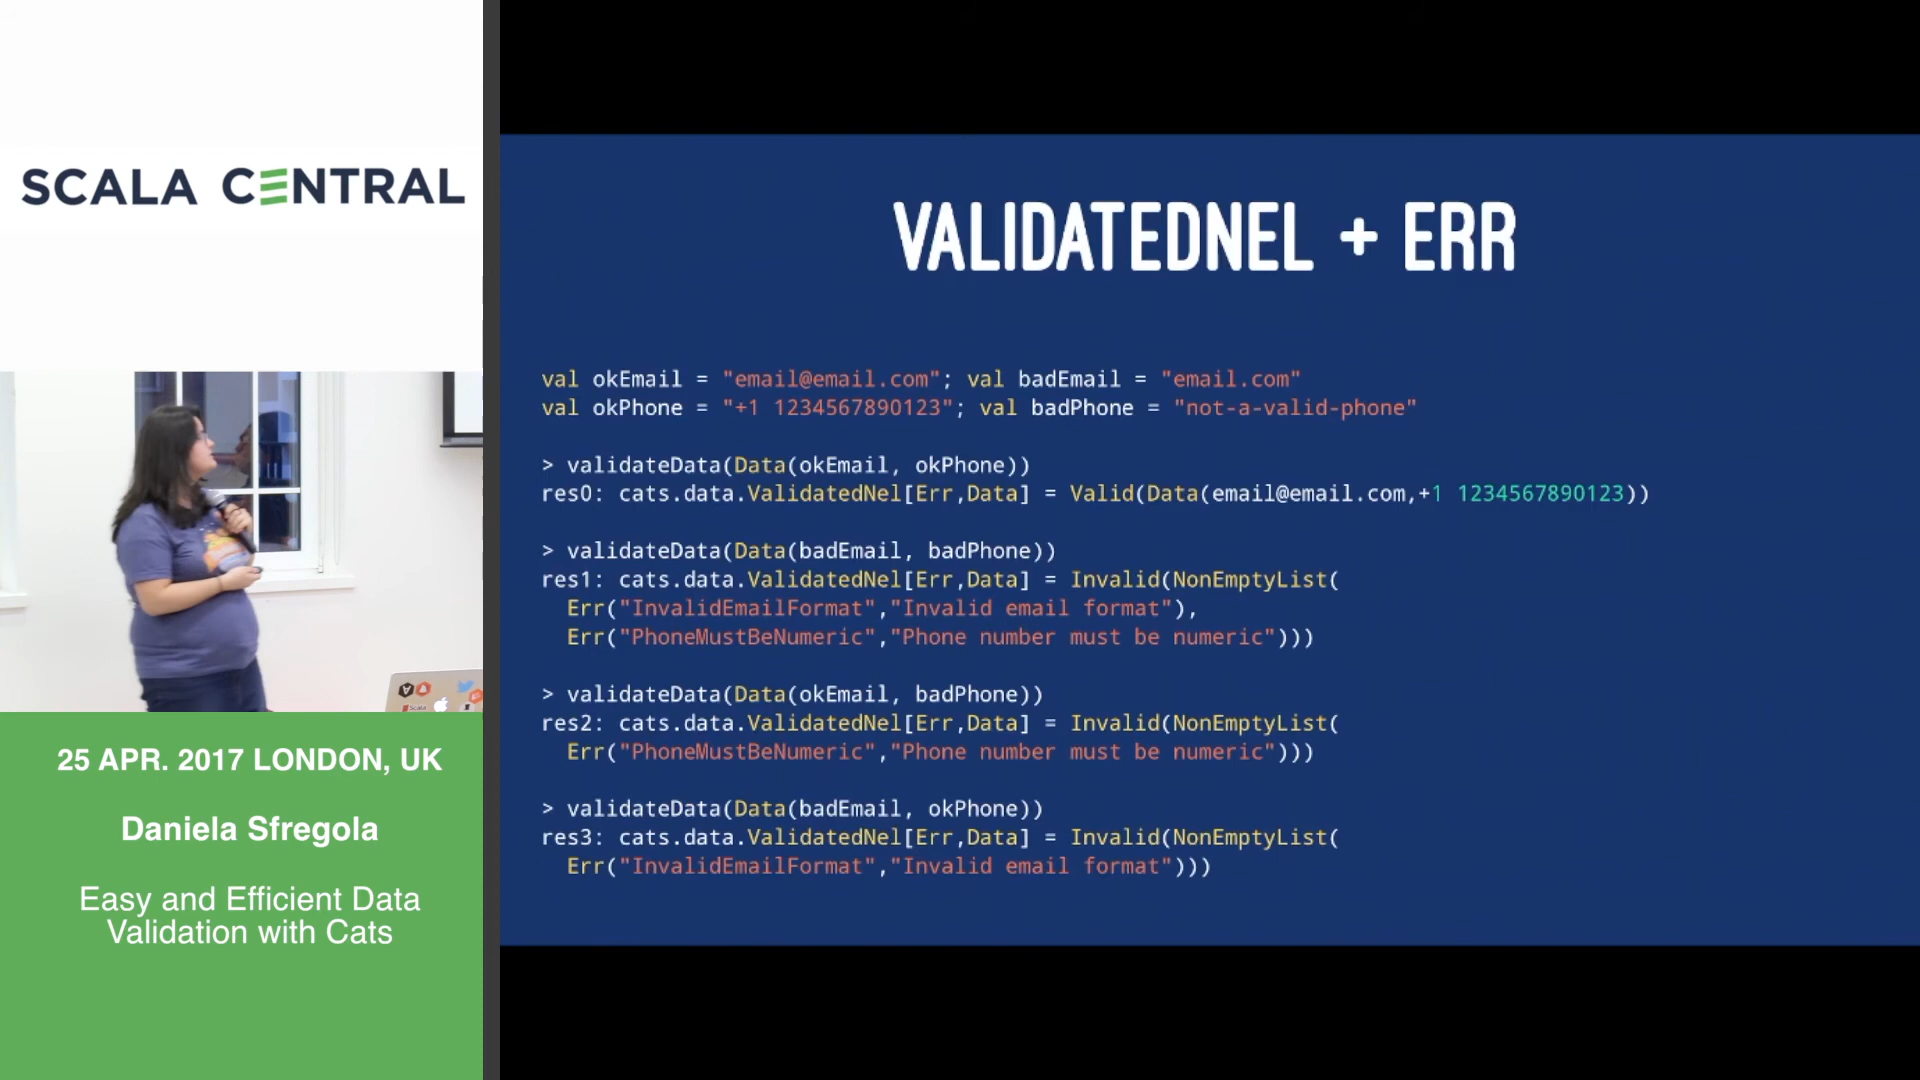 SCALA CENTRAL
VALIDATEDNEL + ERR
val okEmail = "email@email.com"; val badEmail = "email.com"
val okPhone = "+1 1234567890123"; val badPhone = "not-a-valid-phone"
> validateData(Data(okEmail, okPhone))
res0: cats.data.ValidatedNel[Err,Data] = Valid(Data(email@email.com,+1 1234567890123))
> validateData(Data(badEmail, badPhone))
res1: cats.data.ValidatedNel[Err,Data] = Invalid(NonEmptyList(
Err("InvalidEmailFormat","Invalid email format"),
Err("PhoneMustBeNumeric","Phone number must be numeric")))
> validateData(Data(okEmail, badPhone))
res2: cats.data.ValidatedNel[Err,Data] = Invalid(NonEmptyList(
Err("PhoneMustBeNumeric","Phone number must be numeric")))
> validateData(Data(badEmail, okPhone))
res3: cats.data.ValidatedNel[Err,Data] = Invalid(NonEmptyList(
Err("InvalidEmailFormat","Invalid email format")))
Scala
25 APR. 2017 LONDON, UK
Daniela Sfregola
Easy and Efficient Data
Validation with Cats